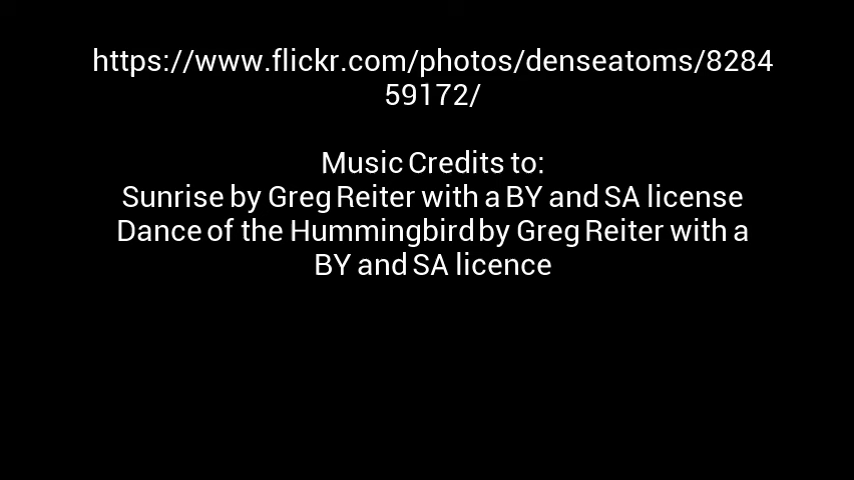 https://www.flickr.com/photos/denseatoms/8284
59172/
Music Credits to:
Sunrise by Greg Reiter with a BY and SA license
Dance of the Hummingbird by Greg Reiter with a
BY and SA licence